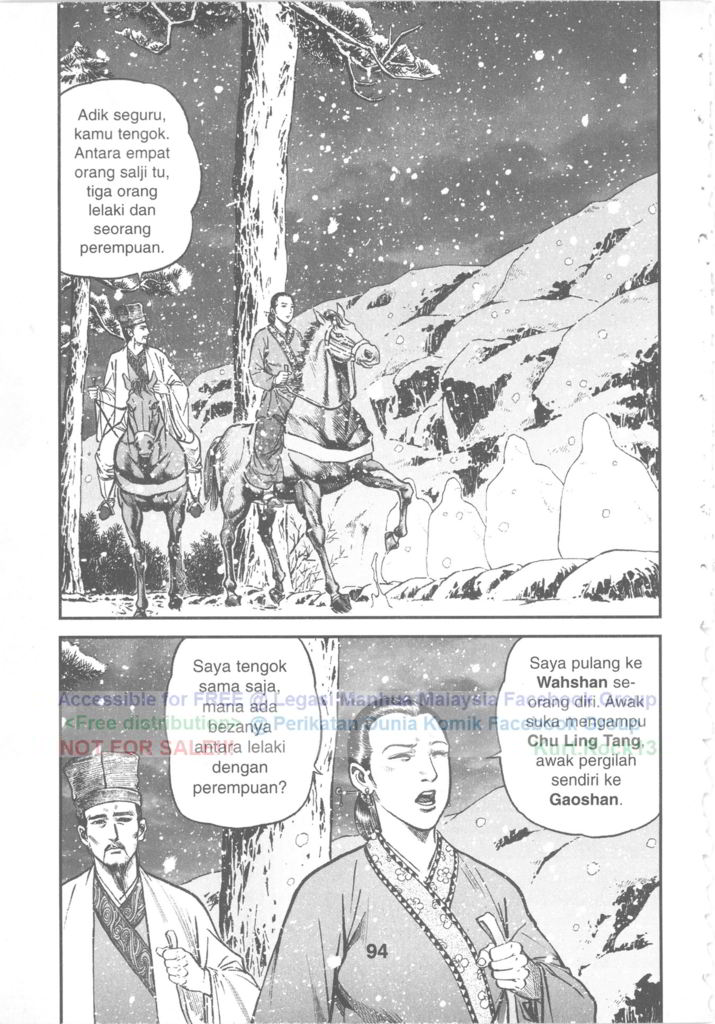 Adik seguru,
kamu tengok.
Antara empat
orang salji tu,
tiga orang
lelaki dan
seorang
perempuan.
Saya tengok
sama saja,
mana ada
bezanya
antara lelaki
dengan
perempuan?
Saya pulang ke
Wahshan se-
orang diri. Awak
suka mengampu
Chu Ling Tang,
awak pergilah
sendiri ke
Gaoshan.
Accessible for FREE @ Legasi Manhua Malaysia Facebook Group
<Free distribution> @ Perikatan Dunia Komik Facebook Group
NOT FOR SALE!!
94